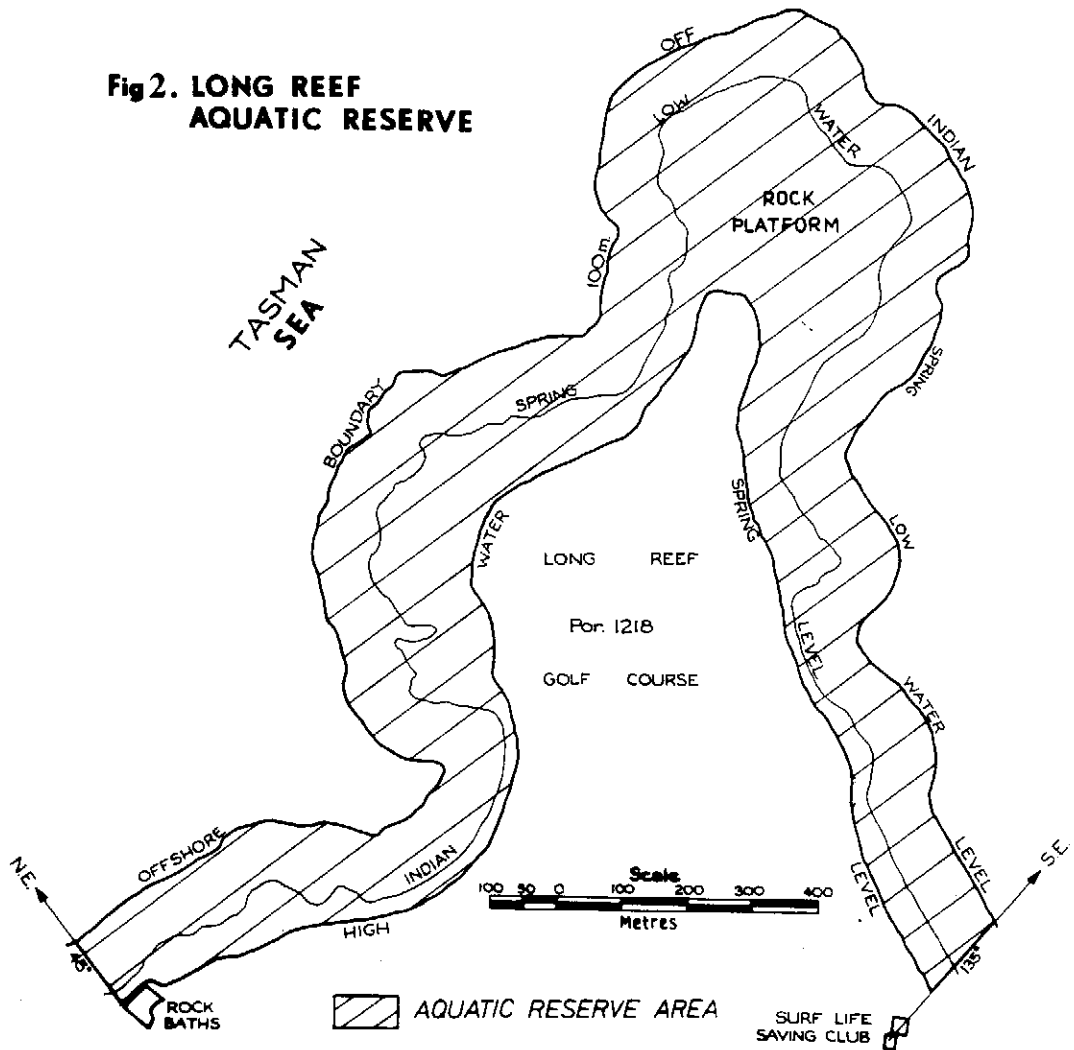 Fig 2. LONG REEF
AQUATIC RESERVE
TASMAN
SEA
OFF
LOW
WATER
INDIAN
ROCK
PLATFORM
100m.
SPRING
SPRING
BOUNDARY
WATER
SPRING
LOW
LONG REEF
Por. 1218
GOLF COURSE
LEVEL
WATER
OFFSHORE
INDIAN
HIGH
LEVEL
LEVEL
N.E.
45°
S.E.
135°
Scale
100 50 0 100 200 300 400
Metres
ROCK
BATHS
AQUATIC RESERVE AREA
SURF LIFE
SAVING CLUB